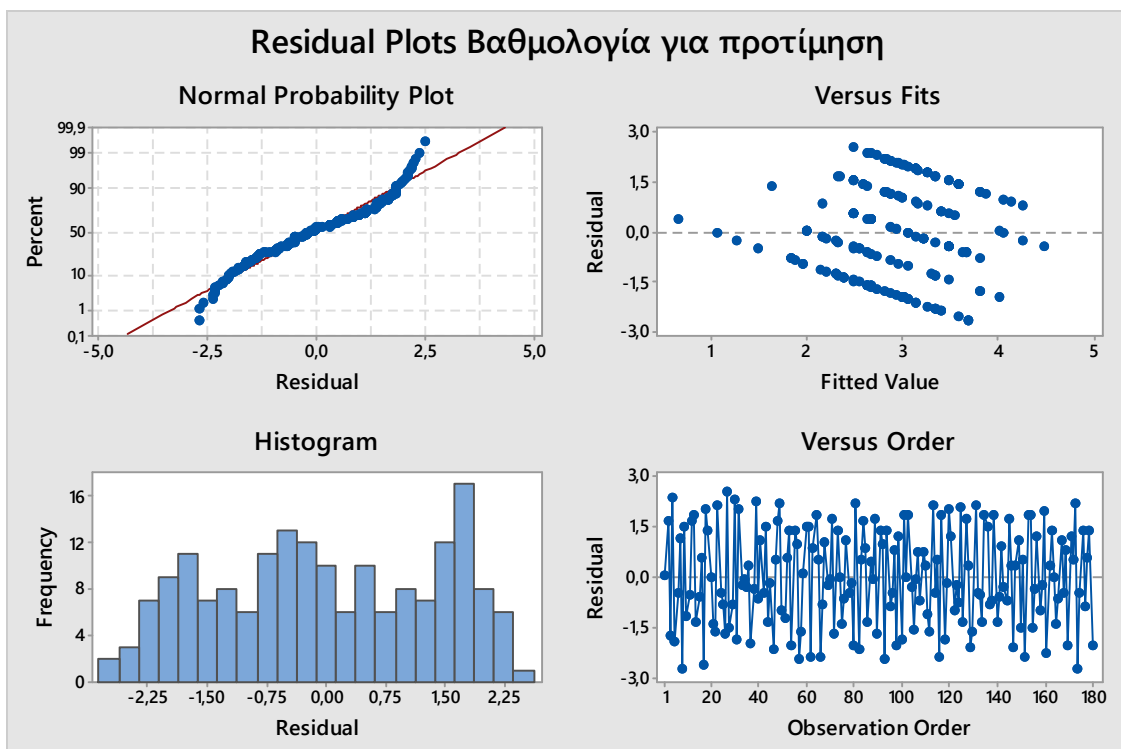 Residual Plots Βαθμολογία για προτίμηση
Normal Probability Plot
99,9
99
90
50
10
1
0,1
Percent
-5,0 -2,5 0,0 2,5 5,0
Residual
Versus Fits
3,0
1,5
0,0
-1,5
-3,0
Residual
1 2 3 4 5
Fitted Value
Histogram
16
12
8
4
0
Frequency
-2,25 -1,50 -0,75 0,00 0,75 1,50 2,25
Residual
Versus Order
3,0
1,5
0,0
-1,5
-3,0
Residual
1 20 40 60 80 100 120 140 160 180
Observation Order